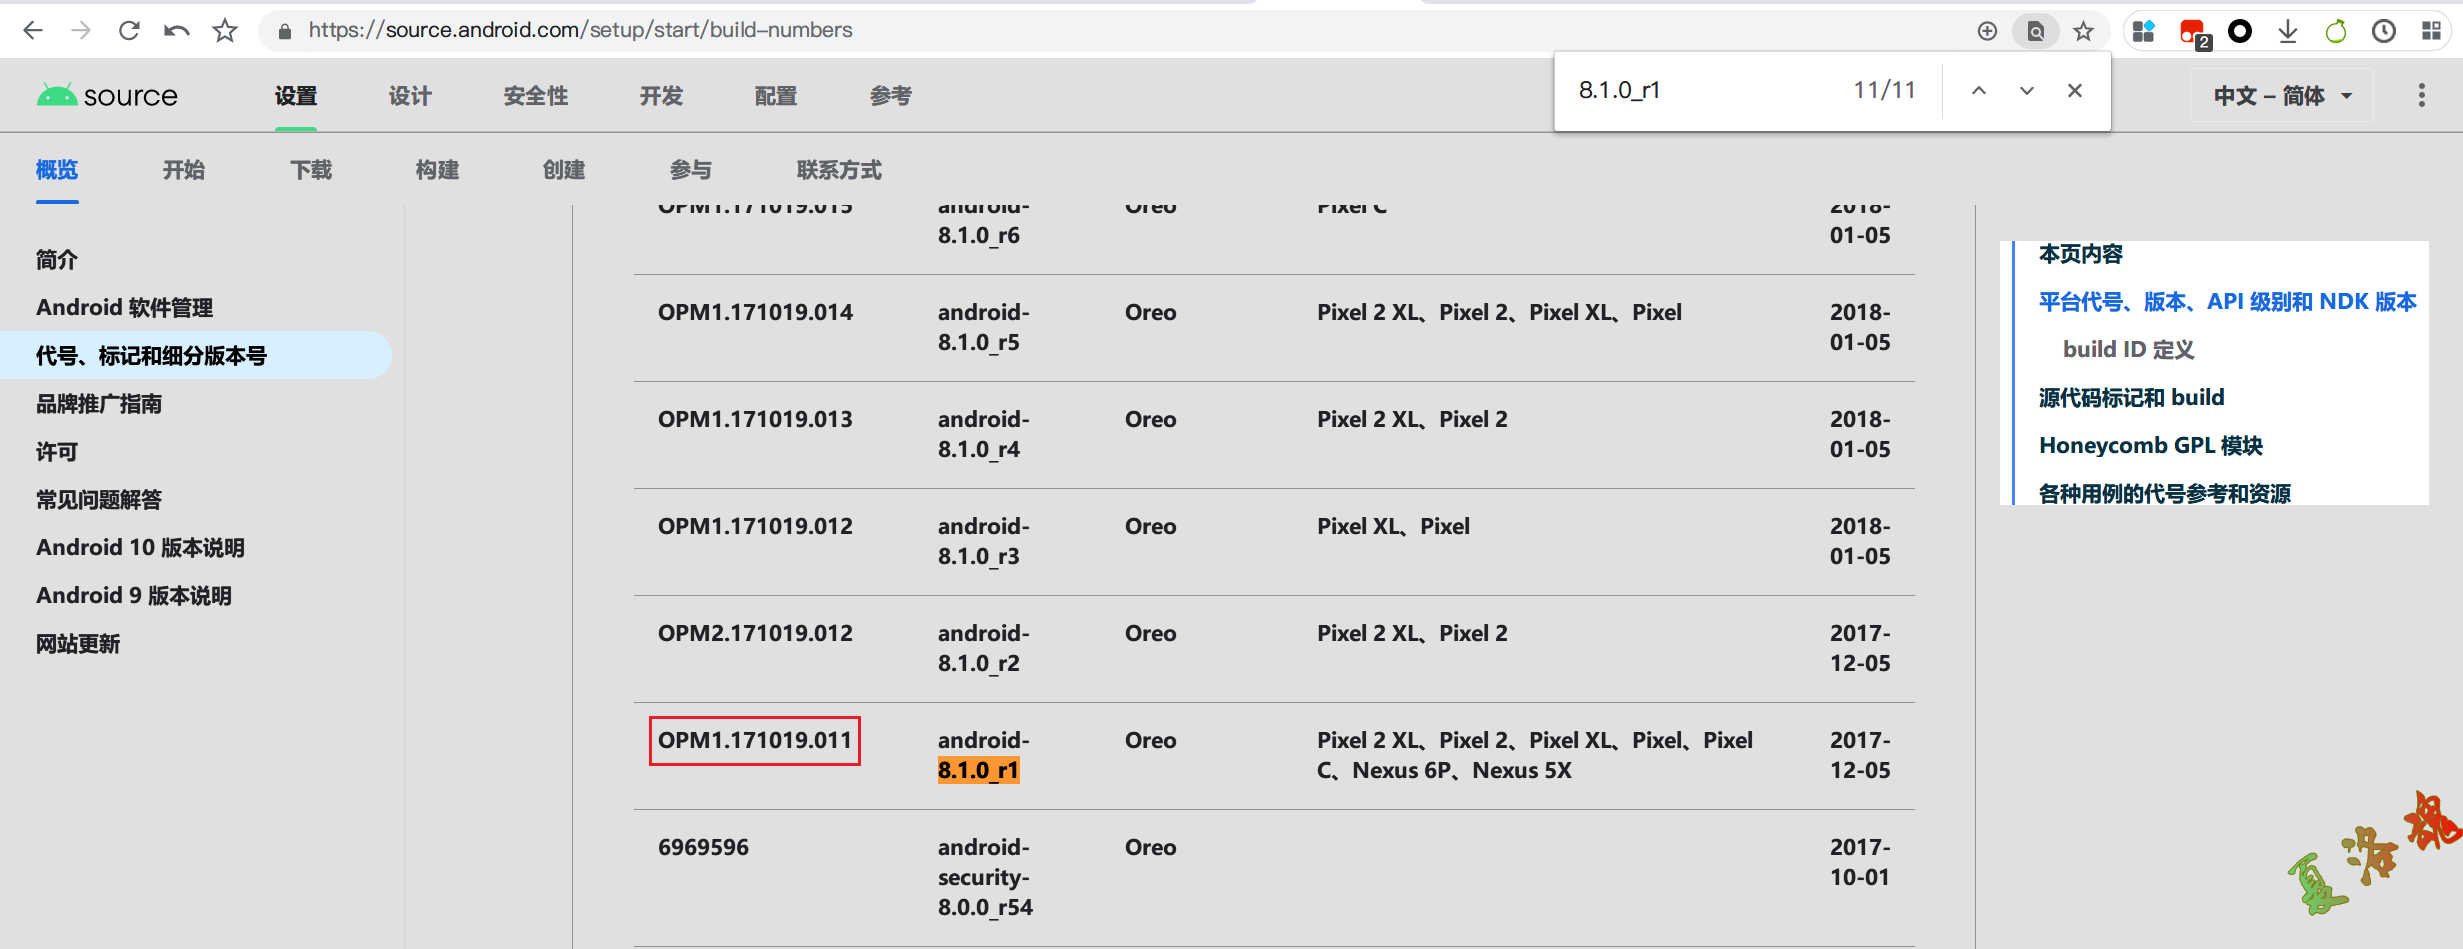 https://source.android.com/setup/start/build-numbers
2
8.1.0_r1 11/11
source 设置 设计 安全性 开发 配置 参考 中文 – 简体
概览 开始 下载 构建 创建 参与 联系方式
简介
Android 软件管理
代号、标记和细分版本号
品牌推广指南
许可
常见问题解答
Android 10 版本说明
Android 9 版本说明
网站更新
OPM1.171019.015 android- Oreo Pixel C 2018-
8.1.0_r6 01-05
OPM1.171019.014 android- Oreo Pixel 2 XL、Pixel 2、Pixel XL、Pixel 2018-
8.1.0_r5 01-05
OPM1.171019.013 android- Oreo Pixel 2 XL、Pixel 2 2018-
8.1.0_r4 01-05
OPM1.171019.012 android- Oreo Pixel XL、Pixel 2018-
8.1.0_r3 01-05
OPM2.171019.012 android- Oreo Pixel 2 XL、Pixel 2 2017-
8.1.0_r2 12-05
OPM1.171019.011 android- Oreo Pixel 2 XL、Pixel 2、Pixel XL、Pixel、Pixel 2017-
8.1.0_r1 C、Nexus 6P、Nexus 5X 12-05
6969596 android- Oreo 2017-
security- 10-01
8.0.0_r54
本页内容
平台代号、版本、API 级别和 NDK 版本
build ID 定义
源代码标记和 build
Honeycomb GPL 模块
各种用例的代号参考和资源
夏洛魂